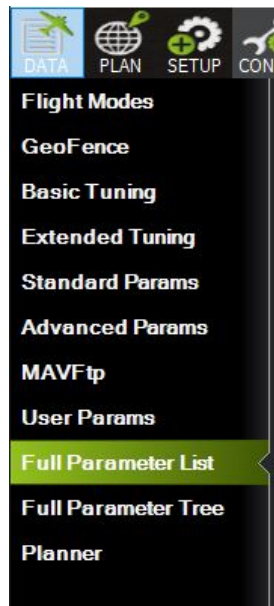 DATA PLAN SETUP CON
Flight Modes
GeoFence
Basic Tuning
Extended Tuning
Standard Params
Advanced Params
MAVFtp
User Params
Full Parameter List
Full Parameter Tree
Planner